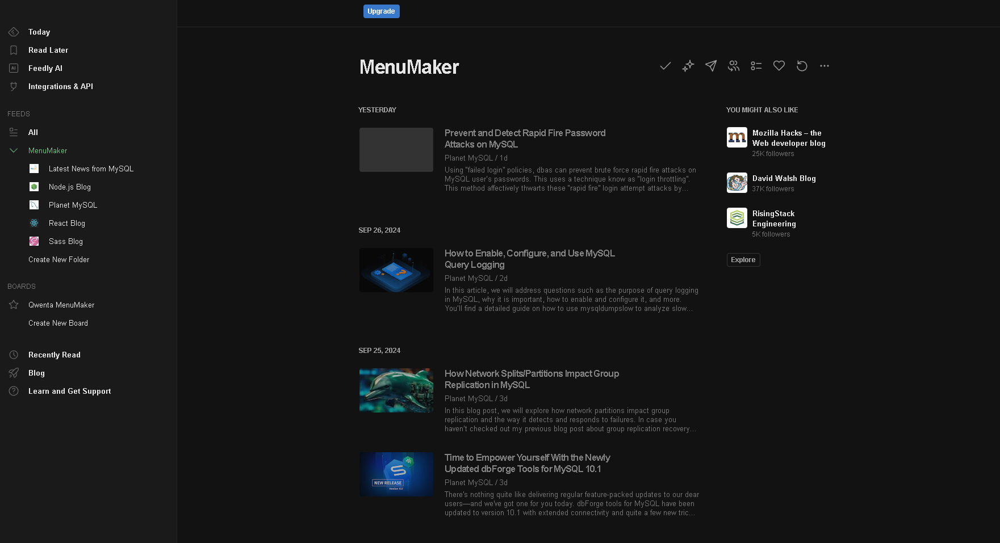 Upgrade
Today
Read Later
AI
Feedly AI
Integrations & API
FEEDS
All
MenuMaker
Latest News from MySQL
Node.js Blog
Planet MySQL
React Blog
Sass Blog
Create New Folder
BOARDS
Qwenta MenuMaker
Create New Board
Recently Read
Blog
Learn and Get Support
MenuMaker
YESTERDAY
Prevent and Detect Rapid Fire Password
Attacks on MySQL
Planet MySQL / 1d
Using "failed login" policies, dbas can prevent brute force rapid fire attacks on
MySQL user's passwords. This uses a technique know as "login throttling".
This method affectively thwarts these "rapid fire" login attempt attacks by...
SEP 26, 2024
How to Enable, Configure, and Use MySQL
Query Logging
Planet MySQL / 2d
In this article, we will address questions such as the purpose of query logging
in MySQL, why it is important, how to enable and configure it, and more.
You'll find a detailed guide on how to use mysqldumpslow to analyze slow...
SEP 25, 2024
How Network Splits/Partitions Impact Group
Replication in MySQL
Planet MySQL / 3d
In this blog post, we will explore how network partitions impact group
replication and the way it detects and responds to failures. In case you
haven't checked out my previous blog post about group replication recovery...
NEW RELEASE
Version 10.1
Time to Empower Yourself With the Newly
Updated dbForge Tools for MySQL 10.1
Planet MySQL / 3d
There's nothing quite like delivering regular feature-packed updates to our dear
users—and we've got one for you today. dbForge tools for MySQL have been
updated to version 10.1 with extended connectivity and quite a few new tric...
YOU MIGHT ALSO LIKE
m
Mozilla Hacks – the
Web developer blog
25K followers
David Walsh Blog
37K followers
RisingStack
Engineering
5K followers
Explore